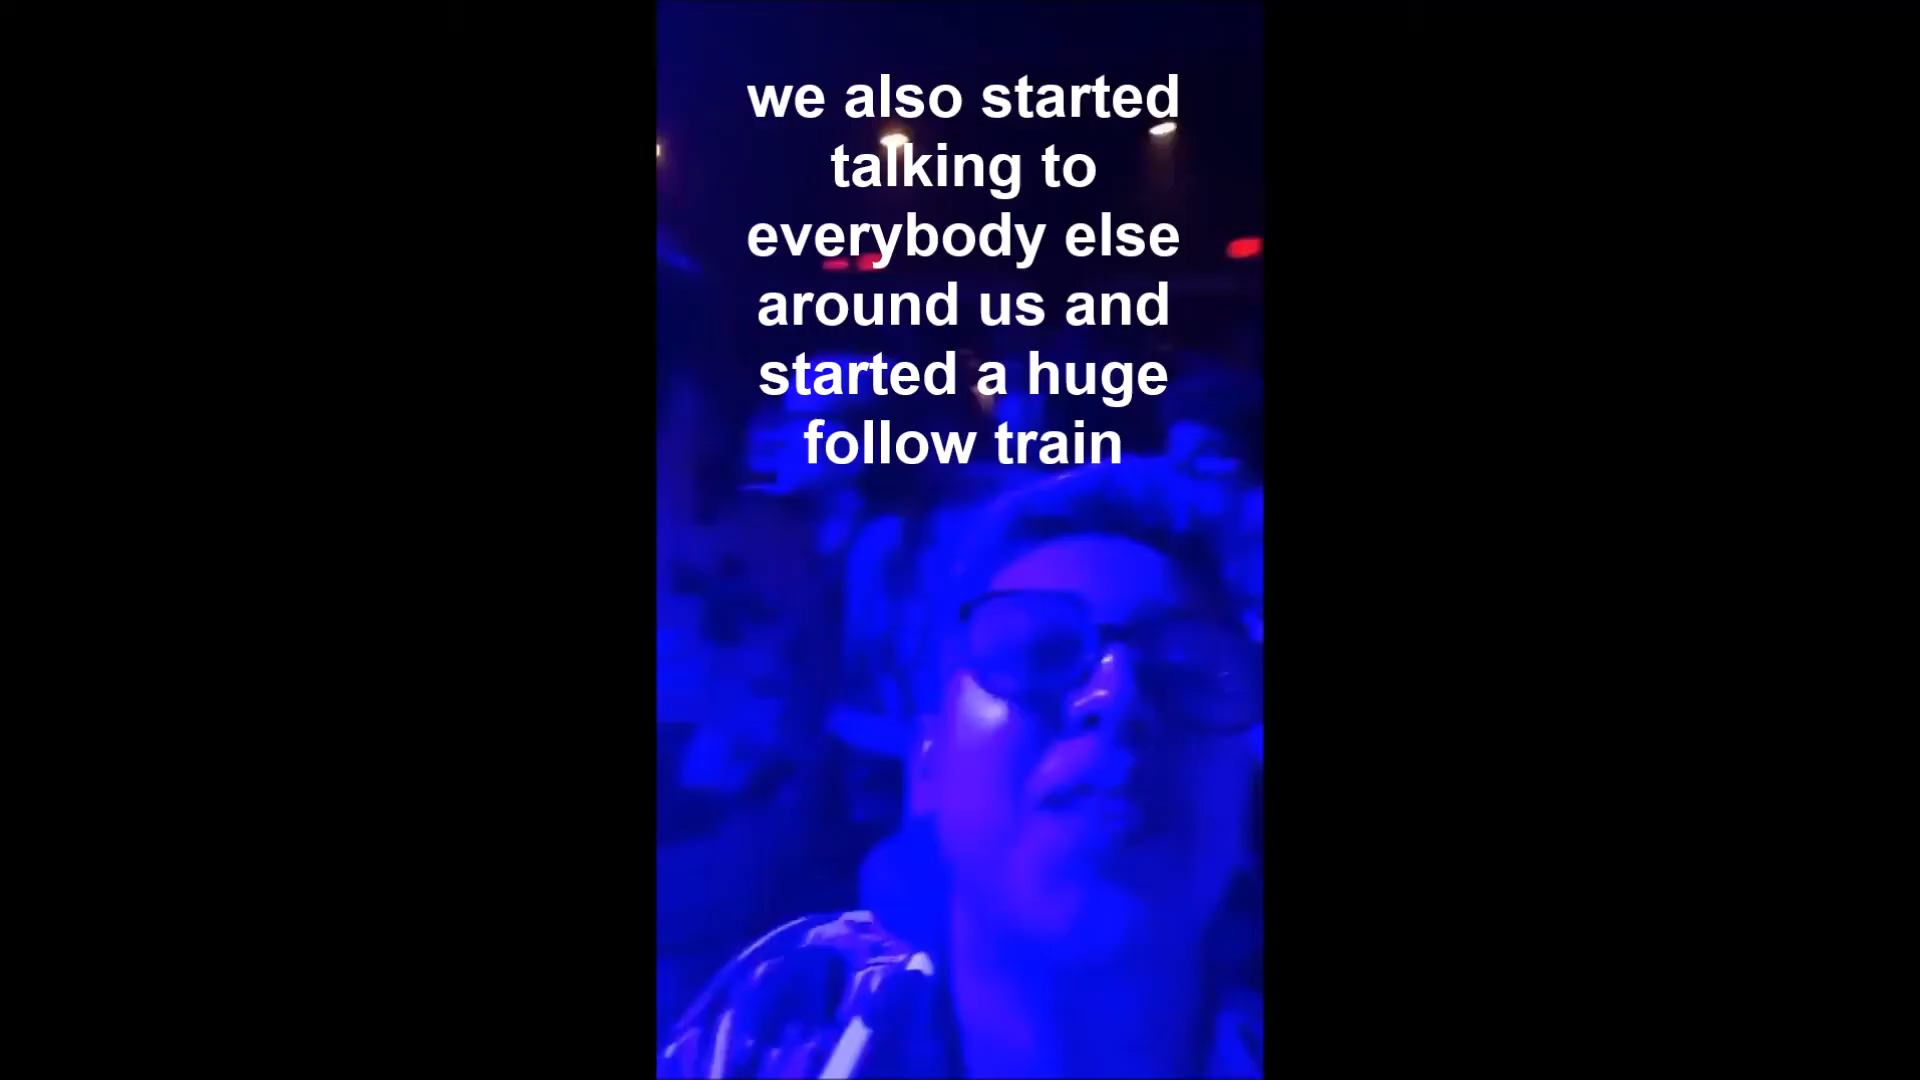 we also started
talking to
everybody else
around us and
started a huge
follow train